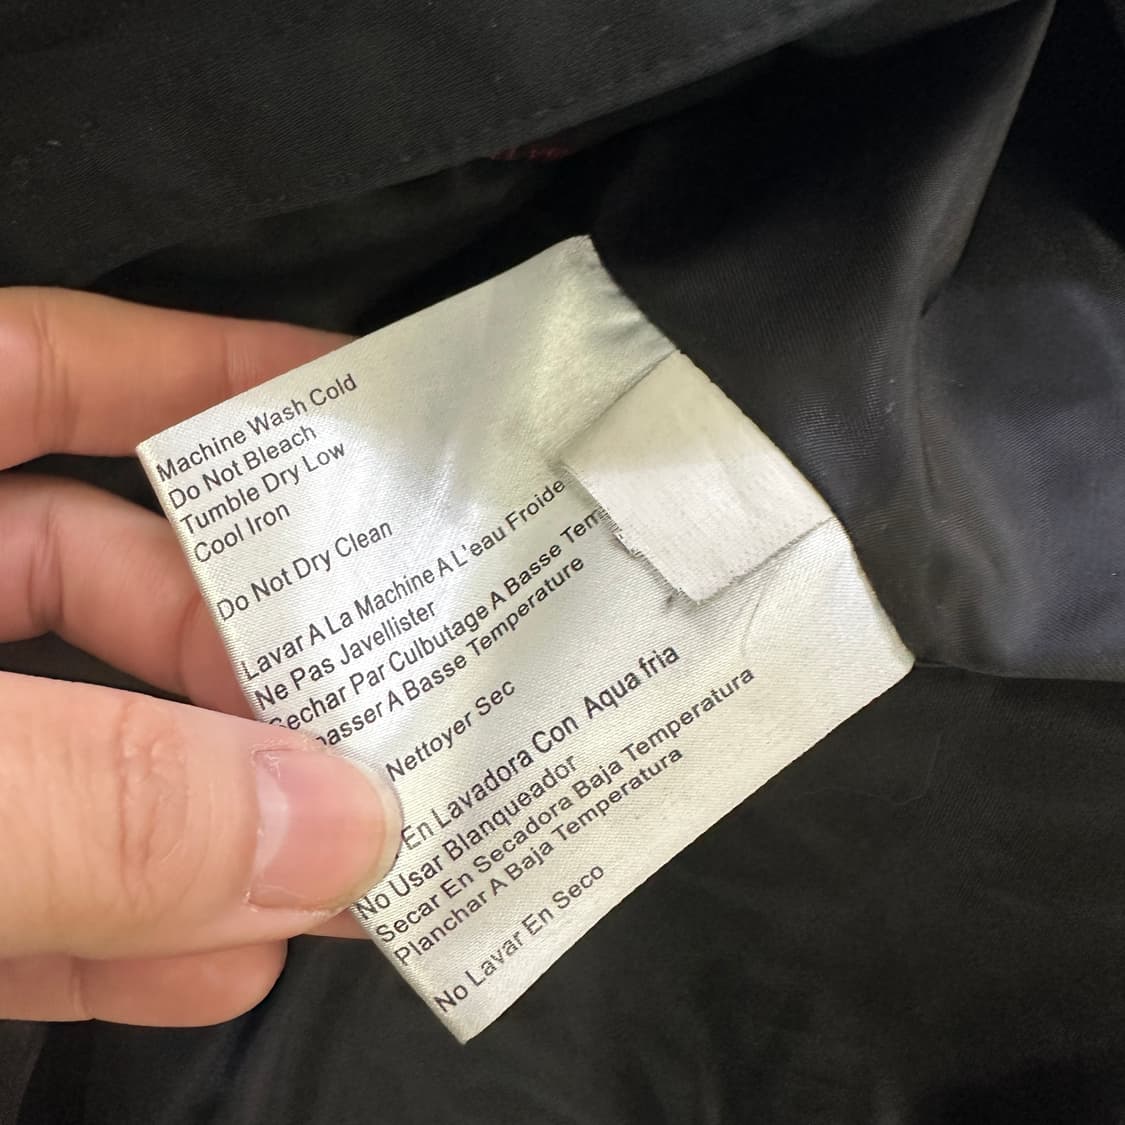 Machine Wash Cold
Do Not Bleach
Tumble Dry Low
Cool Iron
Do Not Dry Clean
Lavar A La Machine A L'eau Froide
Ne Pas Javellister
Sechar Par Culbutage A Basse Tem
passer A Basse Temperature
Nettoyer Sec
En Lavadora Con Aqua fria
No Usar Blanqueador
Secar En Secadora Baja Temperatura
Planchar A Baja Temperatura
No Lavar En Seco